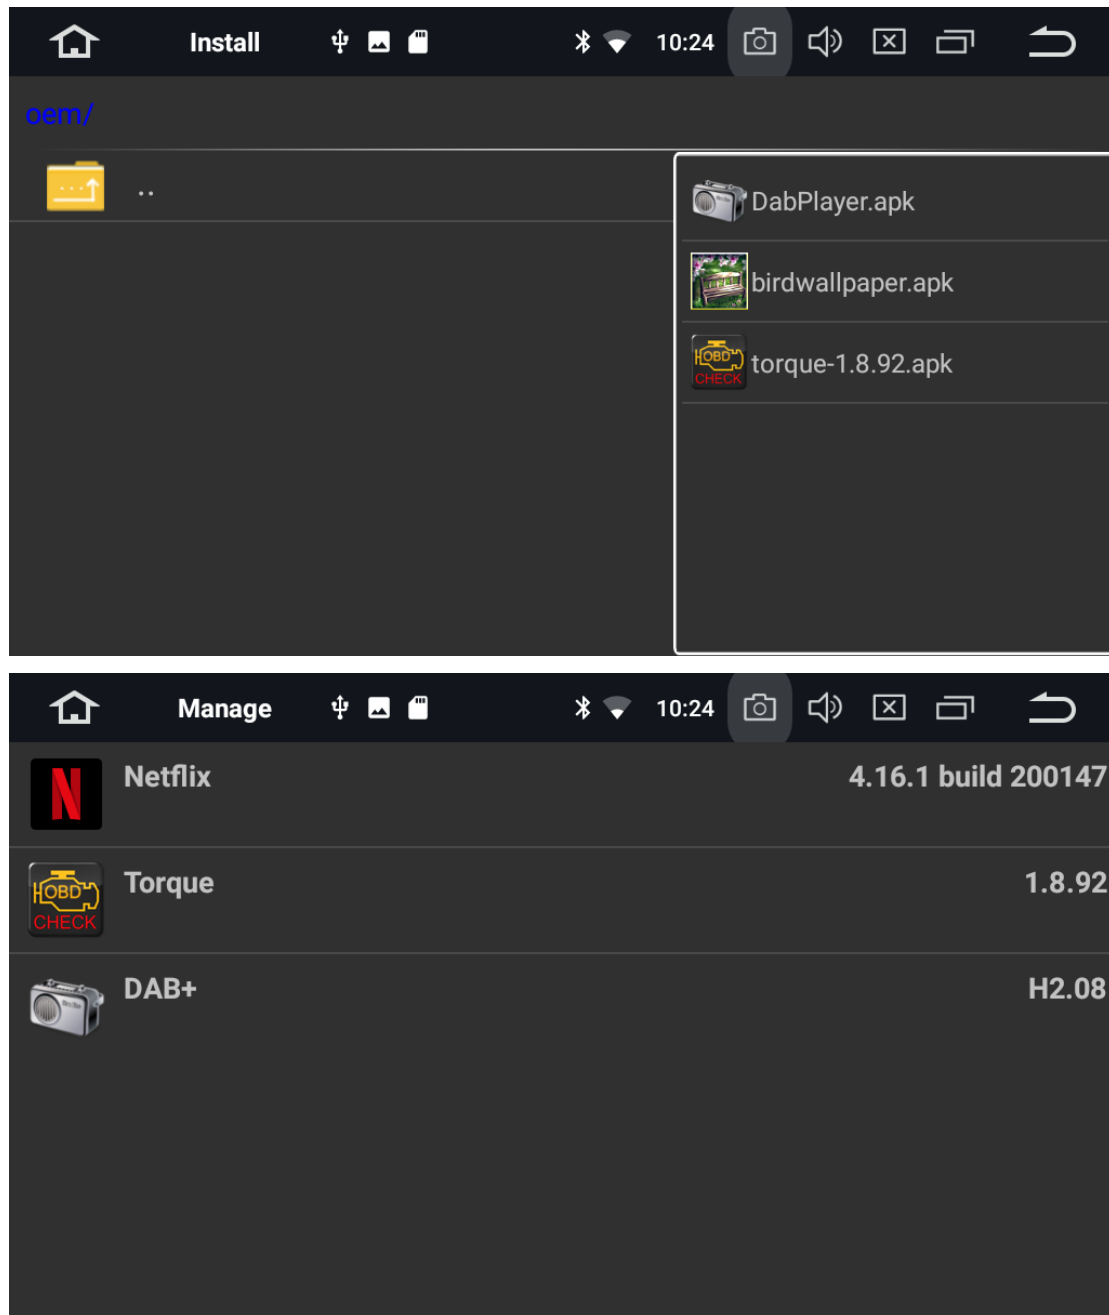 Install 10:24
oem/
..
DabPlayer.apk
birdwallpaper.apk
OBD
CHECK
torque-1.8.92.apk
Manage 10:24
N
Netflix 4.16.1 build 200147
OBD
CHECK
Torque 1.8.92
DAB+ H2.08